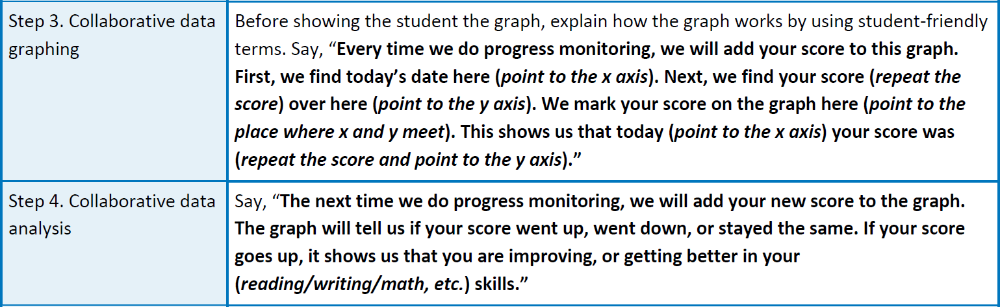 Step 3. Collaborative data
graphing
Before showing the student the graph, explain how the graph works by using student-friendly
terms. Say, “Every time we do progress monitoring, we will add your score to this graph.
First, we find today’s date here (point to the x axis). Next, we find your score (repeat the
score) over here (point to the y axis). We mark your score on the graph here (point to the
place where x and y meet). This shows us that today (point to the x axis) your score was
(repeat the score and point to the y axis).”
Step 4. Collaborative data
analysis
Say, “The next time we do progress monitoring, we will add your new score to the graph.
The graph will tell us if your score went up, went down, or stayed the same. If your score
goes up, it shows us that you are improving, or getting better in your
(reading/writing/math, etc.) skills.”